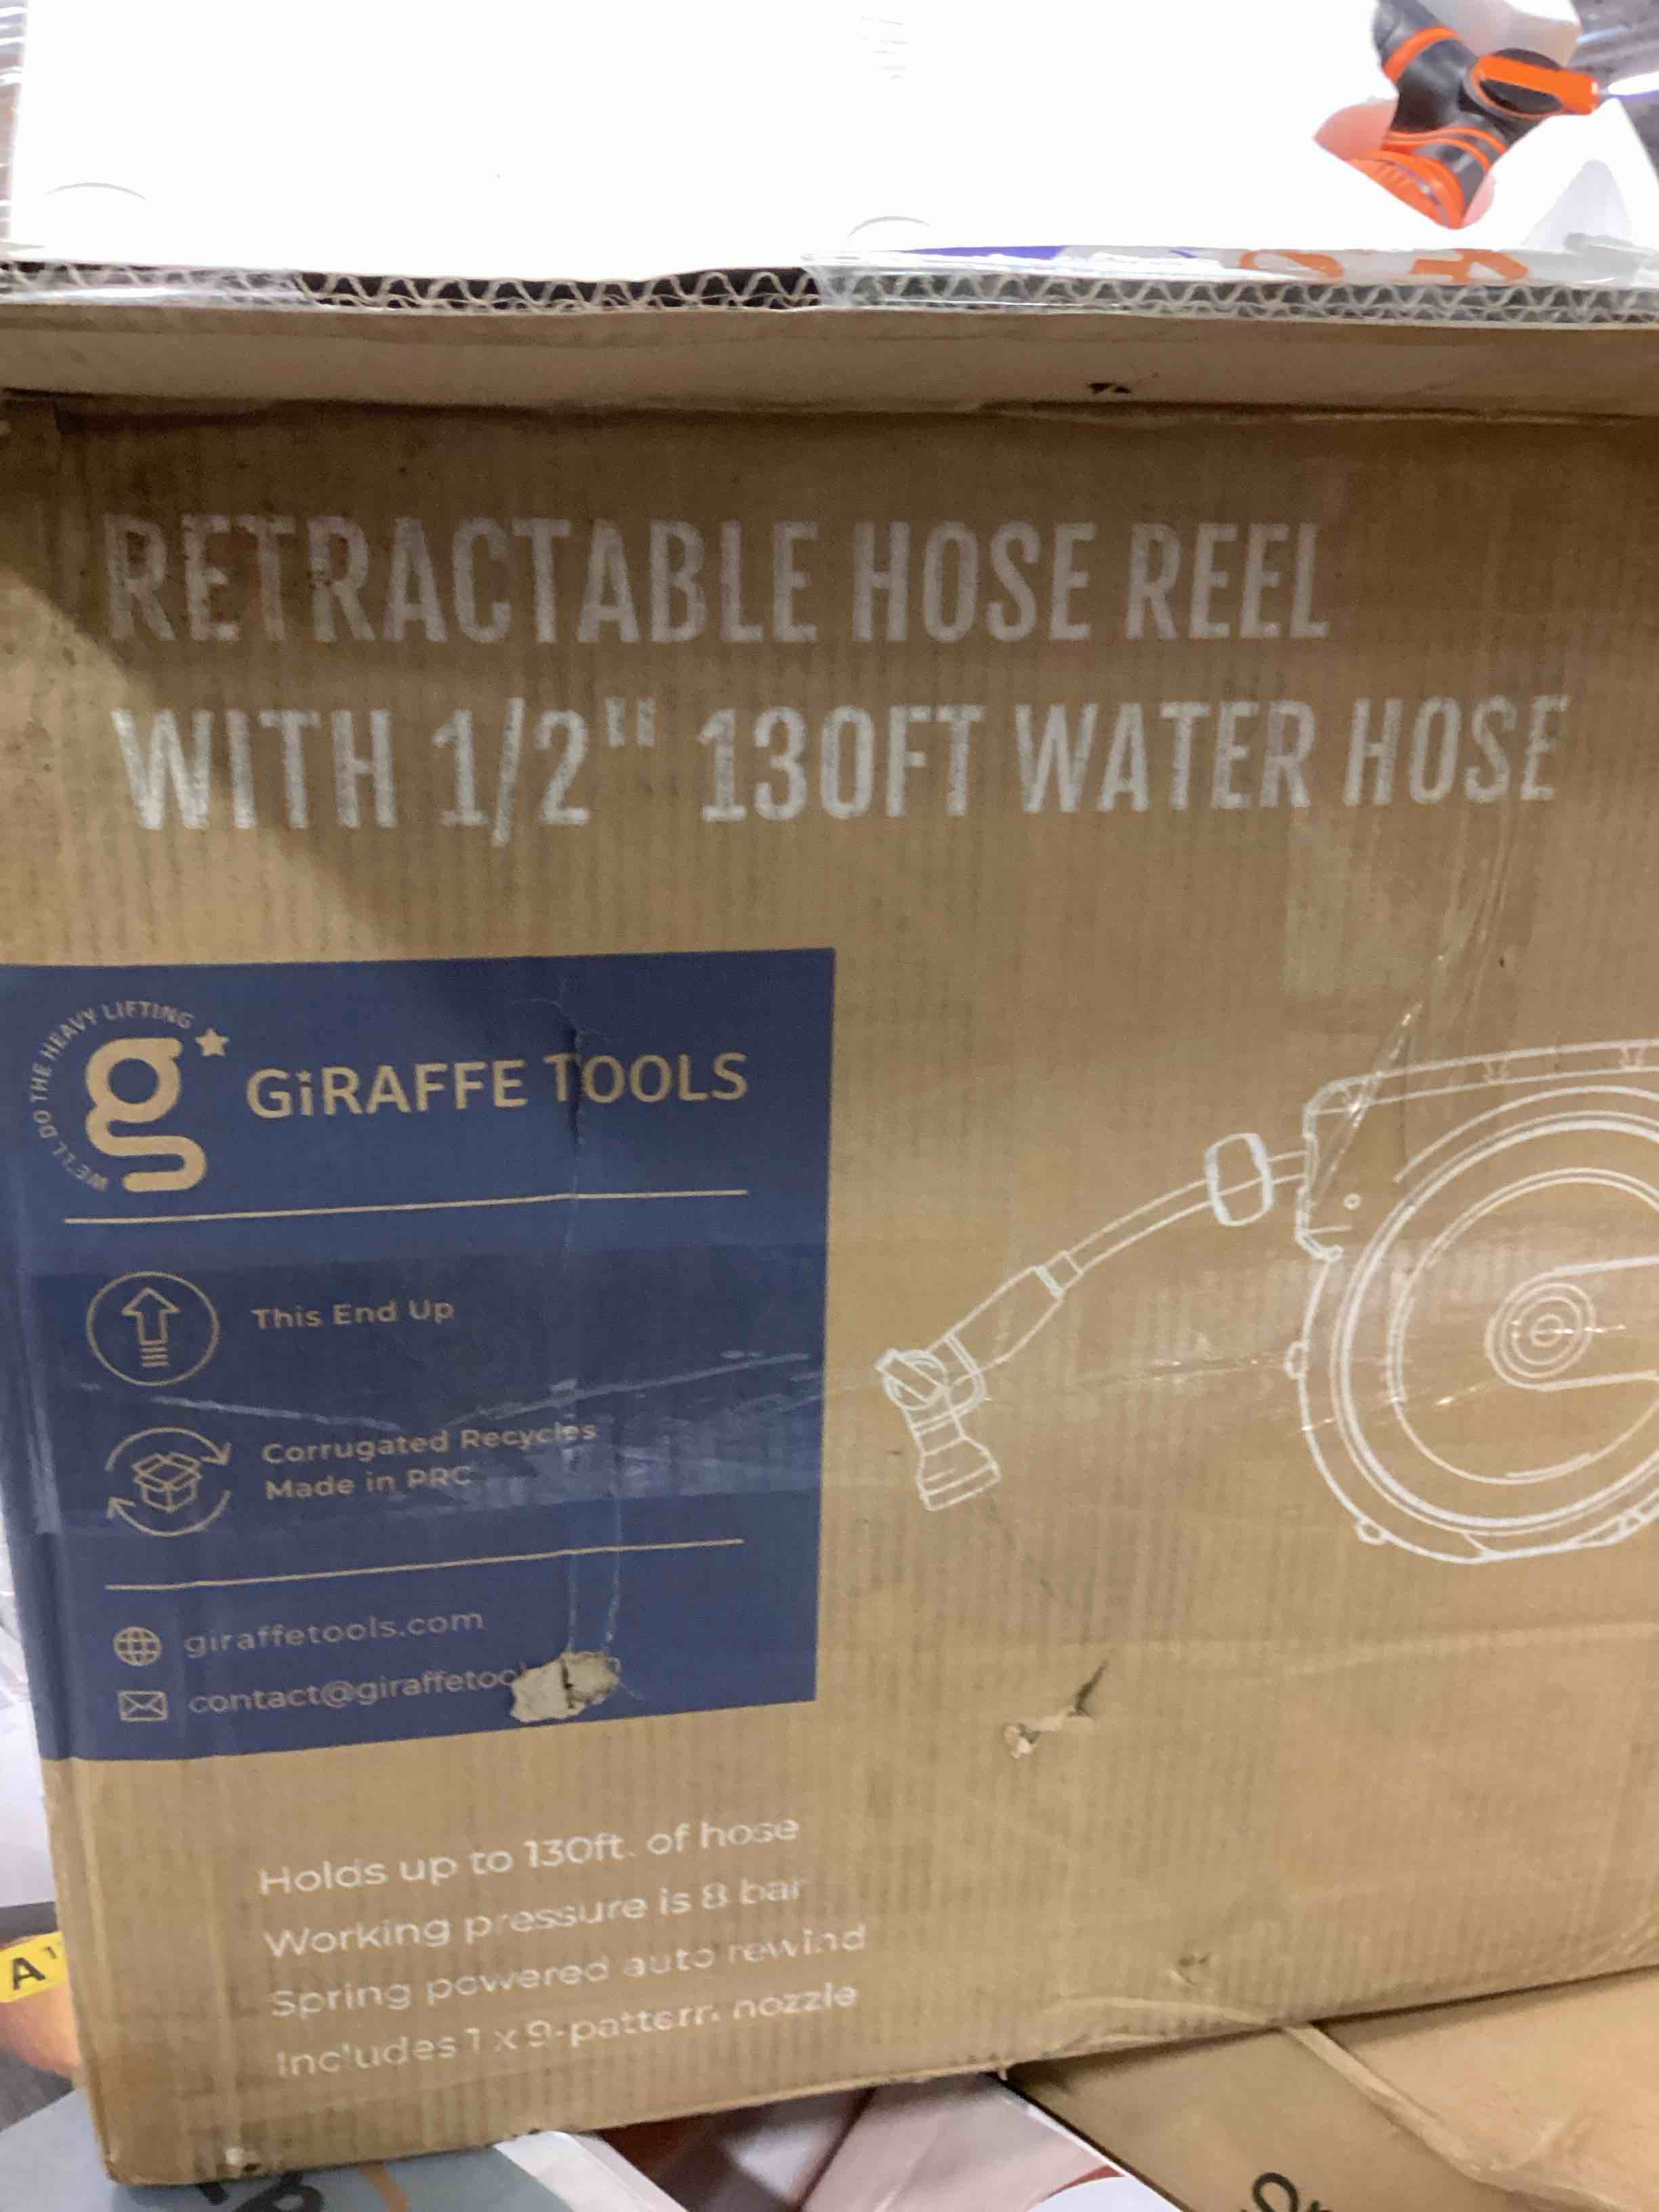 RETRACTABLE HOSE REEL
WITH 1/2" 130FT WATER HOSE
WE'LL DO THE HEAVY LIFTING
g
GiRAFFE TOOLS
This End Up
Corrugated Recycles
Made in PRC
giraffetools.com
contact@giraffetoo
Holds up to 130ft. of hose
Working pressure is 8 bar
Spring powered auto rewind
Includes 1 x 9-pattern nozzle
A